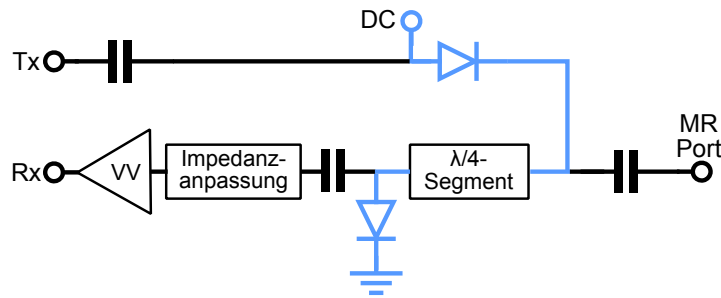 DC
Tx
MR
Port
Rx
VV
Impedanz-
anpassung
λ/4-
Segment